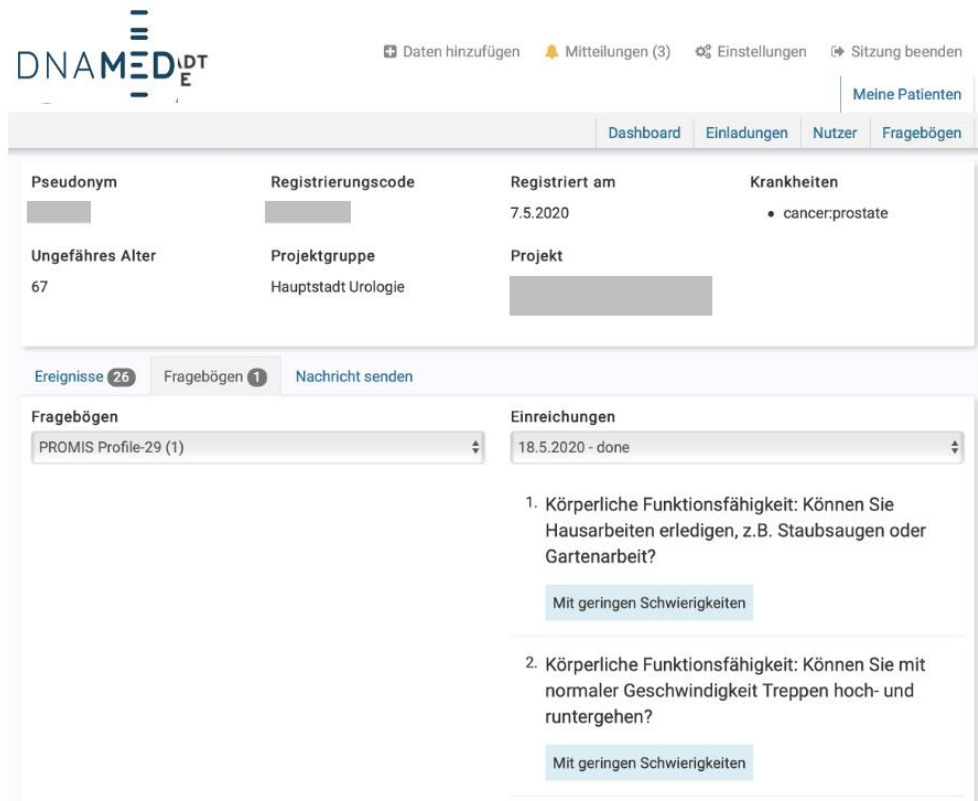 DNAMED
DT
E
Daten hinzufügen Mitteilungen (3) Einstellungen Sitzung beenden
Meine Patienten
Dashboard Einladungen Nutzer Fragebögen
Pseudonym Registrierungscode Registriert am Krankheiten
7.5.2020 • cancer:prostate
Ungefähres Alter Projektgruppe Projekt
67 Hauptstadt Urologie
Ereignisse 26 Fragebögen 1 Nachricht senden
Fragebögen Einreichungen
PROMIS Profile-29 (1) 18.5.2020 - done
1. Körperliche Funktionsfähigkeit: Können Sie
Hausarbeiten erledigen, z.B. Staubsaugen oder
Gartenarbeit?
Mit geringen Schwierigkeiten
2. Körperliche Funktionsfähigkeit: Können Sie mit
normaler Geschwindigkeit Treppen hoch- und
runtergehen?
Mit geringen Schwierigkeiten